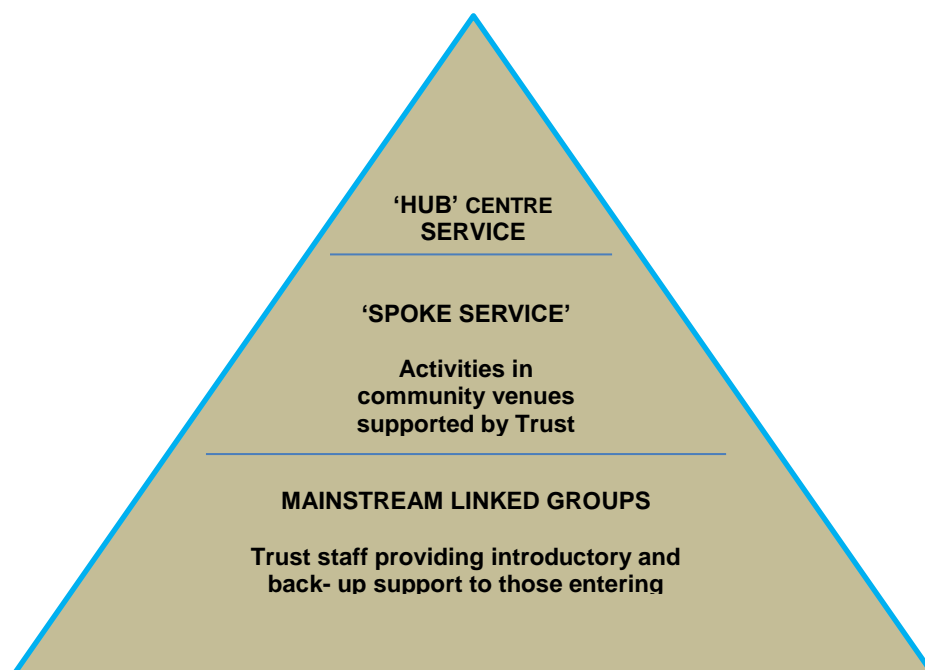 ‘HUB’ CENTRE
SERVICE
‘SPOKE SERVICE’
Activities in
community venues
supported by Trust
MAINSTREAM LINKED GROUPS
Trust staff providing introductory and
back- up support to those entering